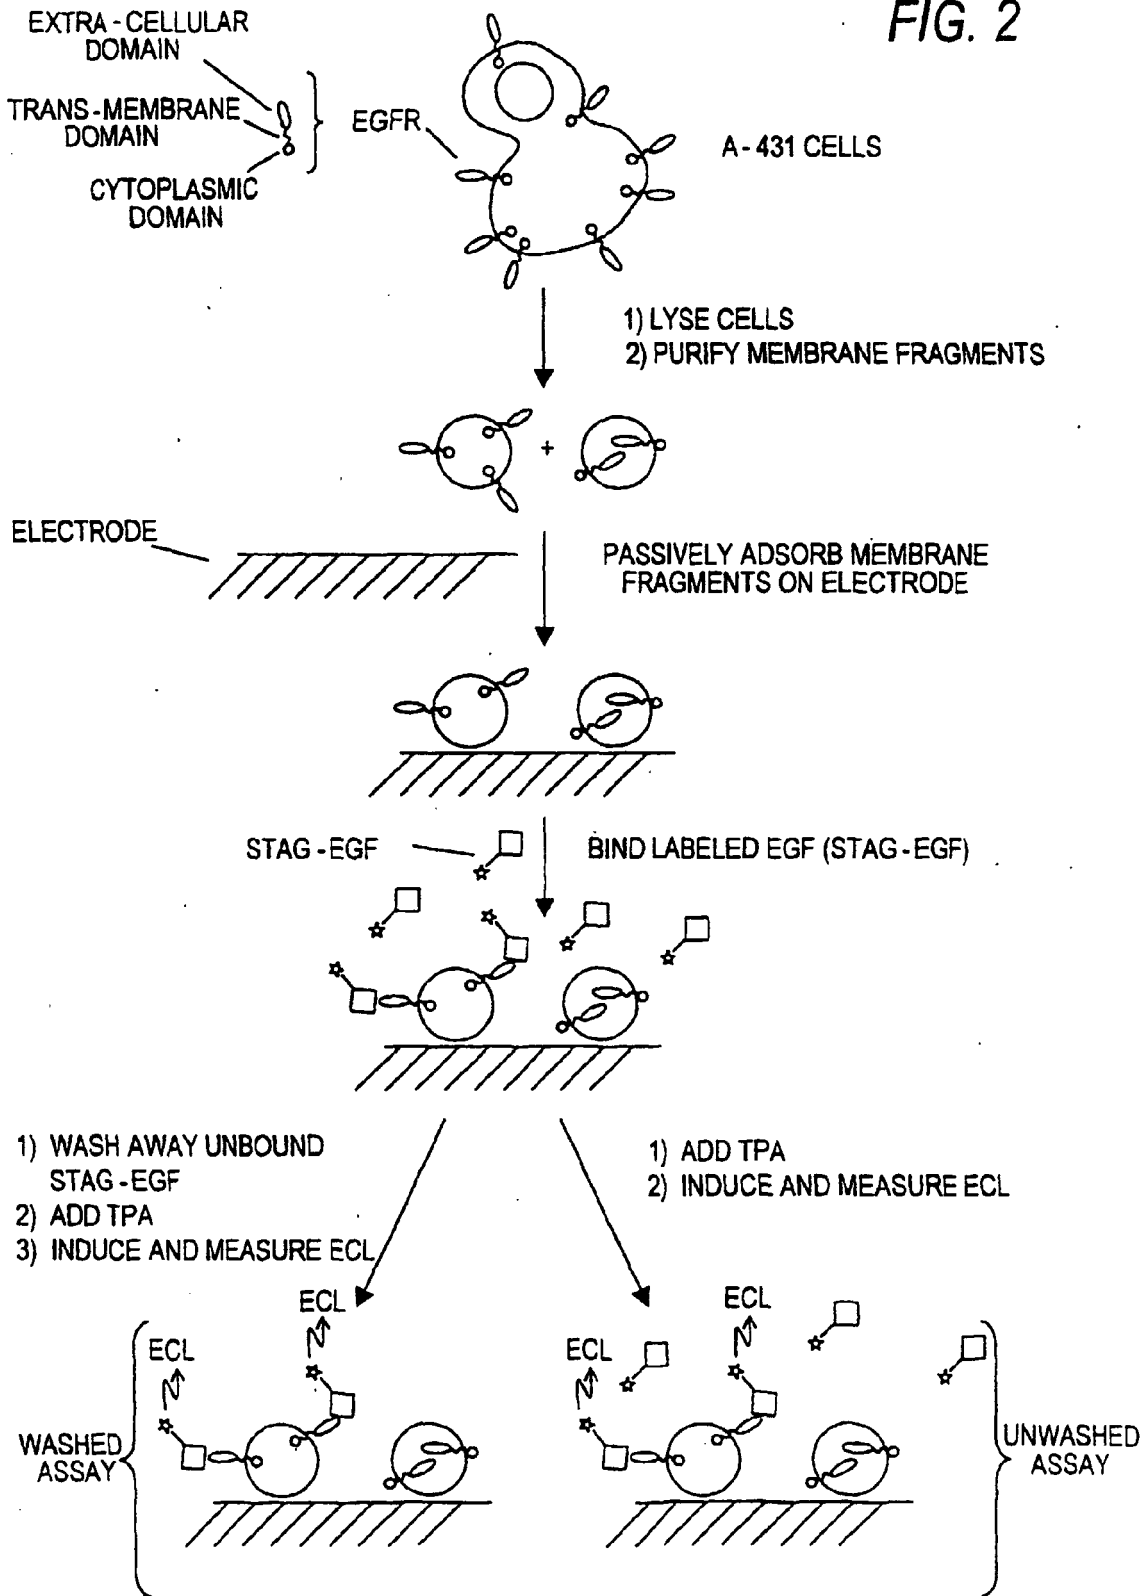 FIG. 2
EXTRA-CELLULAR
DOMAIN
TRANS-MEMBRANE
DOMAIN
CYTOPLASMIC
DOMAIN
EGFR
A-431 CELLS
1) LYSE CELLS
2) PURIFY MEMBRANE FRAGMENTS
+
ELECTRODE
PASSIVELY ADSORB MEMBRANE
FRAGMENTS ON ELECTRODE
STAG-EGF
BIND LABELED EGF (STAG-EGF)
1) WASH AWAY UNBOUND
STAG-EGF
2) ADD TPA
3) INDUCE AND MEASURE ECL
1) ADD TPA
2) INDUCE AND MEASURE ECL
ECL
ECL
ECL
ECL
WASHED
ASSAY
UNWASHED
ASSAY